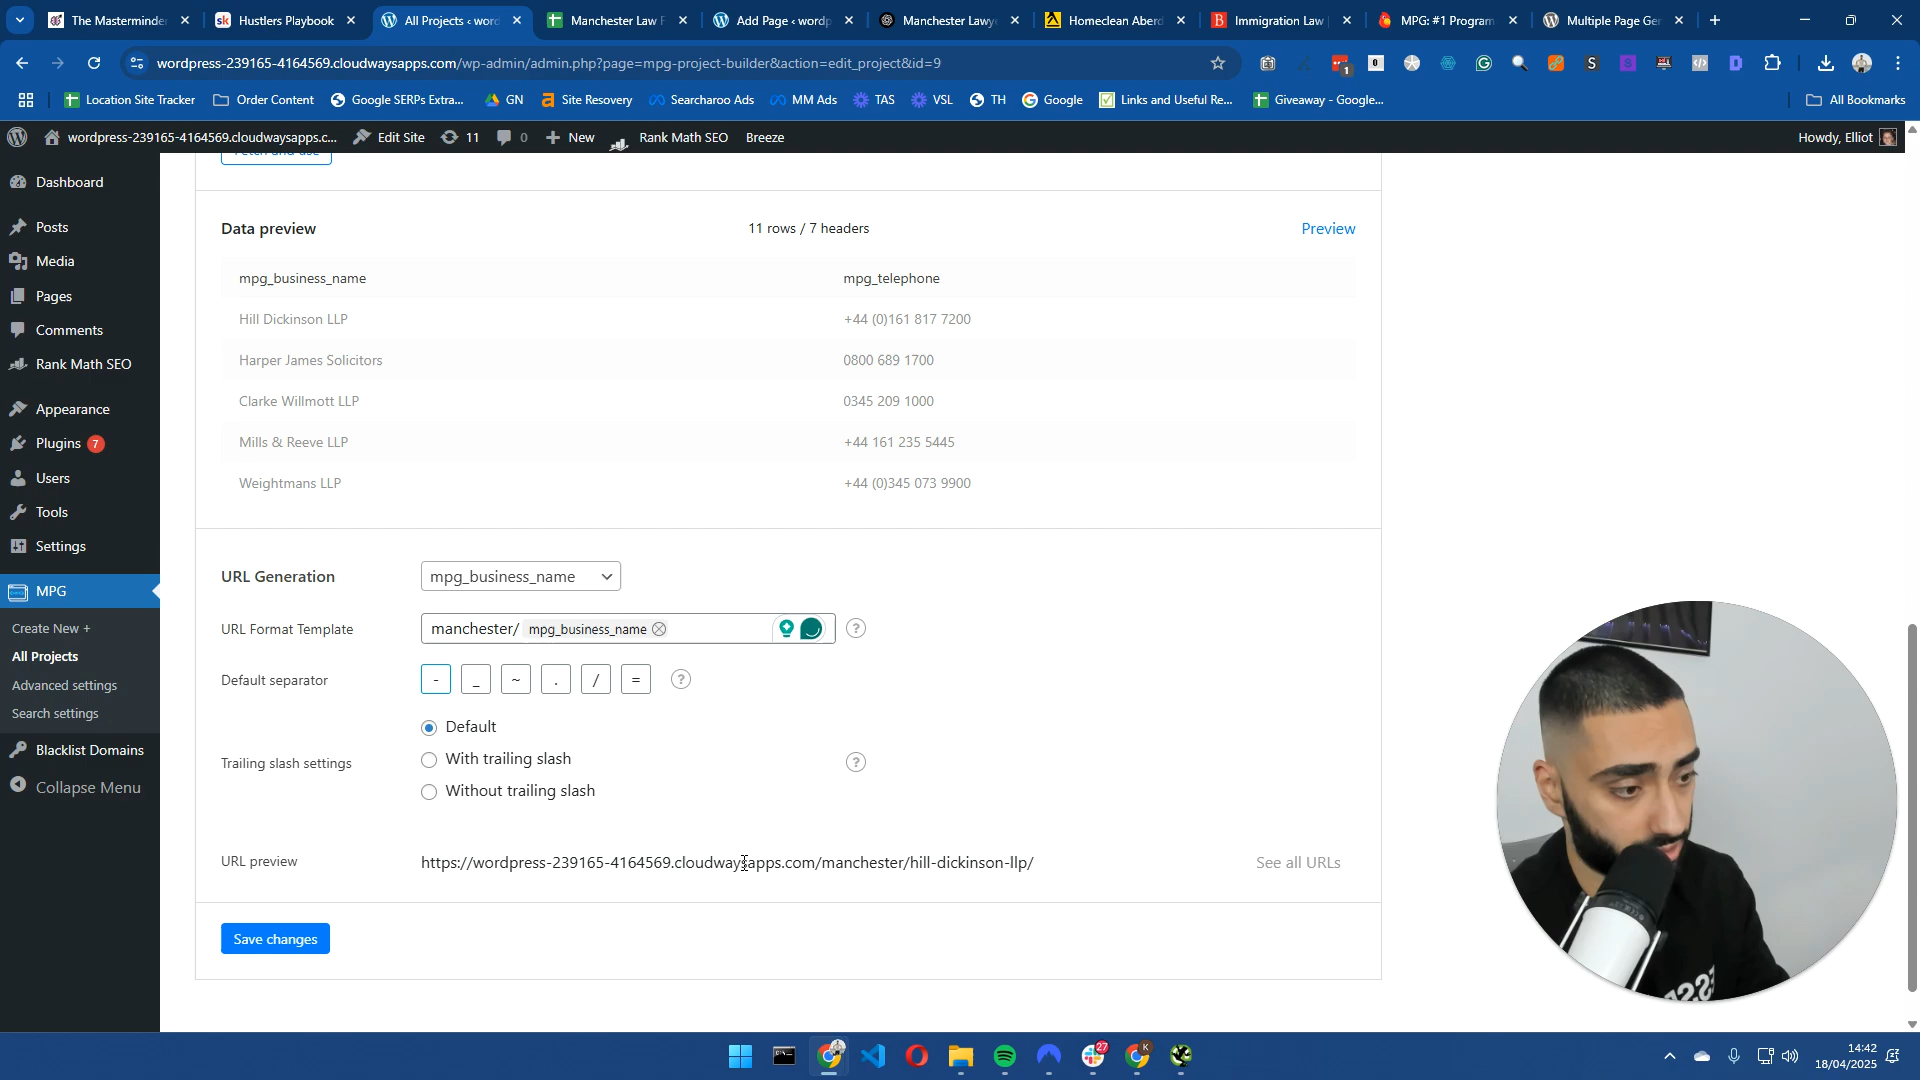 The Masterminder
Hustlers Playbook
All Projects ‹ word
Manchester Law F
Add Page ‹ wordp
Manchester Lawye
Homeclean Aberd
Immigration Law
MPG: #1 Program
Multiple Page Ge
wordpress-239165-4164569.cloudwaysapps.com/wp-admin/admin.php?page=mpg-project-builder&action=edit_project&id=9
Location Site Tracker
Order Content
Google SERPs Extra...
GN
Site Recovery
Searcharoo Ads
MM Ads
TAS
VSL
TH
Google
Links and Useful Re...
Giveaway - Google...
All Bookmarks
wordpress-239165-4164569.cloudwaysapps.c...
Edit Site
11
0
New
Rank Math SEO
Breeze
Howdy, Elliot
Dashboard
Posts
Media
Pages
Comments
Rank Math SEO
Appearance
Plugins 7
Users
Tools
Settings
MPG
Create New +
All Projects
Advanced settings
Search settings
Blacklist Domains
Collapse Menu
Data preview
11 rows / 7 headers
Preview
mpg_business_name
mpg_telephone
Hill Dickinson LLP
+44 (0)161 817 7200
Harper James Solicitors
0800 689 1700
Clarke Willmott LLP
0345 209 1000
Mills & Reeve LLP
+44 161 235 5445
Weightmans LLP
+44 (0)345 073 9900
URL Generation
mpg_business_name
URL Format Template
manchester/ mpg_business_name
?
Default separator
- _ ~ . / =
?
Default
Trailing slash settings
With trailing slash
?
Without trailing slash
URL preview
https://wordpress-239165-4164569.cloudwaysapps.com/manchester/hill-dickinson-llp/
See all URLs
Save changes
27
14:42
18/04/2025